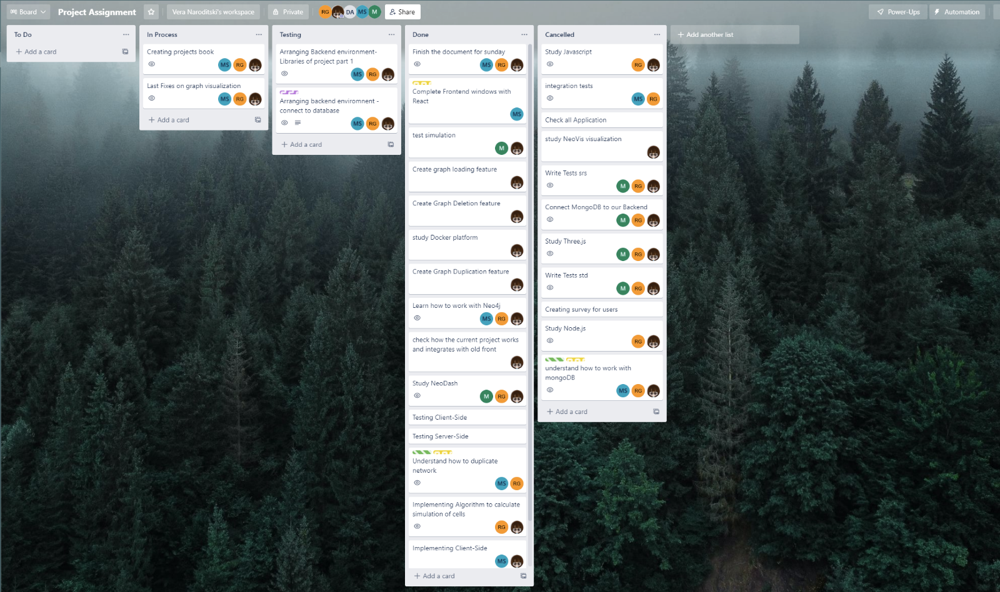 Board
Project Assignment
Vera Naroditski's workspace
Private
RG
DA
MS
M
Share
Power-Ups
Automation
To Do
Add a card
In Process
Creating projects book
MS RG
Last Fixes on graph visualization
MS RG
Add a card
Testing
Arranging Backend environment-
Libraries of project part 1
MS RG
Arranging backend enviromnent -
connect to database
MS RG
Add a card
Done
Finish the document for sunday
MS RG
Complete Frontend windows with
React
MS
test simulation
M
Create graph loading feature
Create Graph Deletion feature
study Docker platform
Create Graph Duplication feature
Learn how to work with Neo4j
MS RG
check how the current project works
and integrates with old front
Study NeoDash
M RG
Testing Client-Side
Testing Server-Side
Understand how to duplicate
network
MS RG
Implementing Algorithm to calculate
simulation of cells
RG
Implementing Client-Side
MS
Add a card
Cancelled
Study Javascript
RG
integration tests
MS RG
Check all Application
study NeoVis visualization
Write Tests srs
M RG
Connect MongoDB to our Backend
M RG
Study Three.js
M RG
Write Tests std
M RG
Creating survey for users
Study Node.js
RG
understand how to work with
mongoDB
MS RG
Add a card
Add another list